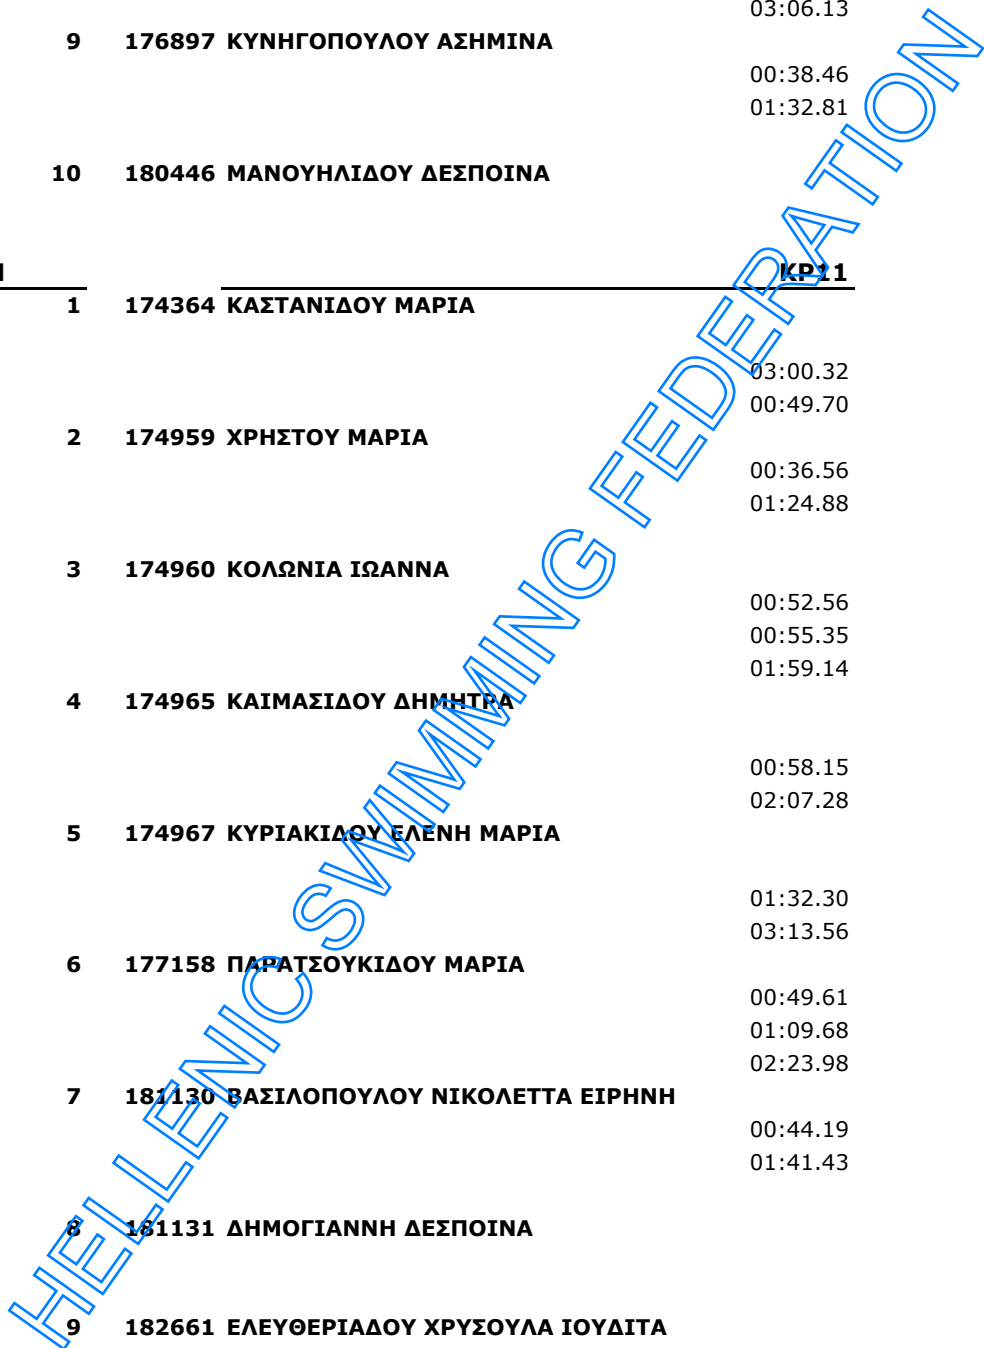 03:06.13
9 176897 ΚΥΝΗΓΟΠΟΥΛΟΥ ΑΣΗΜΙΝΑ
00:38.46
01:32.81
10 180446 ΜΑΝΟΥΗΛΙΔΟΥ ΔΕΣΠΟΙΝΑ
ΚΡ11
1 174364 ΚΑΣΤΑΝΙΔΟΥ ΜΑΡΙΑ
03:00.32
00:49.70
2 174959 ΧΡΗΣΤΟΥ ΜΑΡΙΑ
00:36.56
01:24.88
3 174960 ΚΟΛΩΝΙΑ ΙΩΑΝΝΑ
00:52.56
00:55.35
01:59.14
4 174965 ΚΑΙΜΑΣΙΔΟΥ ΔΗΜΗΤΡΑ
00:58.15
02:07.28
5 174967 ΚΥΡΙΑΚΙΔΟΥ ΕΛΕΝΗ ΜΑΡΙΑ
01:32.30
03:13.56
6 177158 ΠΑΡΑΤΣΟΥΚΙΔΟΥ ΜΑΡΙΑ
00:49.61
01:09.68
02:23.98
7 181130 ΒΑΣΙΛΟΠΟΥΛΟΥ ΝΙΚΟΛΕΤΤΑ ΕΙΡΗΝΗ
00:44.19
01:41.43
8 181131 ΔΗΜΟΓΙΑΝΝΗ ΔΕΣΠΟΙΝΑ
9 182661 ΕΛΕΥΘΕΡΙΑΔΟΥ ΧΡΥΣΟΥΛΑ ΙΟΥΔΙΤΑ
HELLENIC SWIMMING FEDERATION